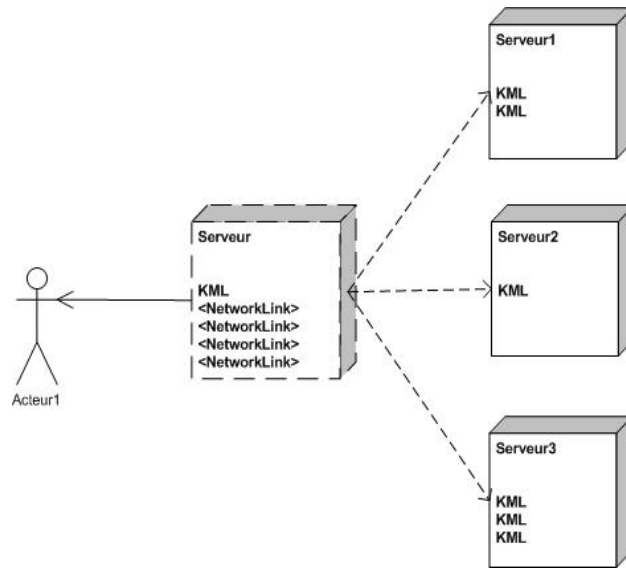 Serveur1
KML
KML
Serveur
KML
<NetworkLink>
<NetworkLink>
<NetworkLink>
<NetworkLink>
Serveur2
KML
Acteur1
Serveur3
KML
KML
KML